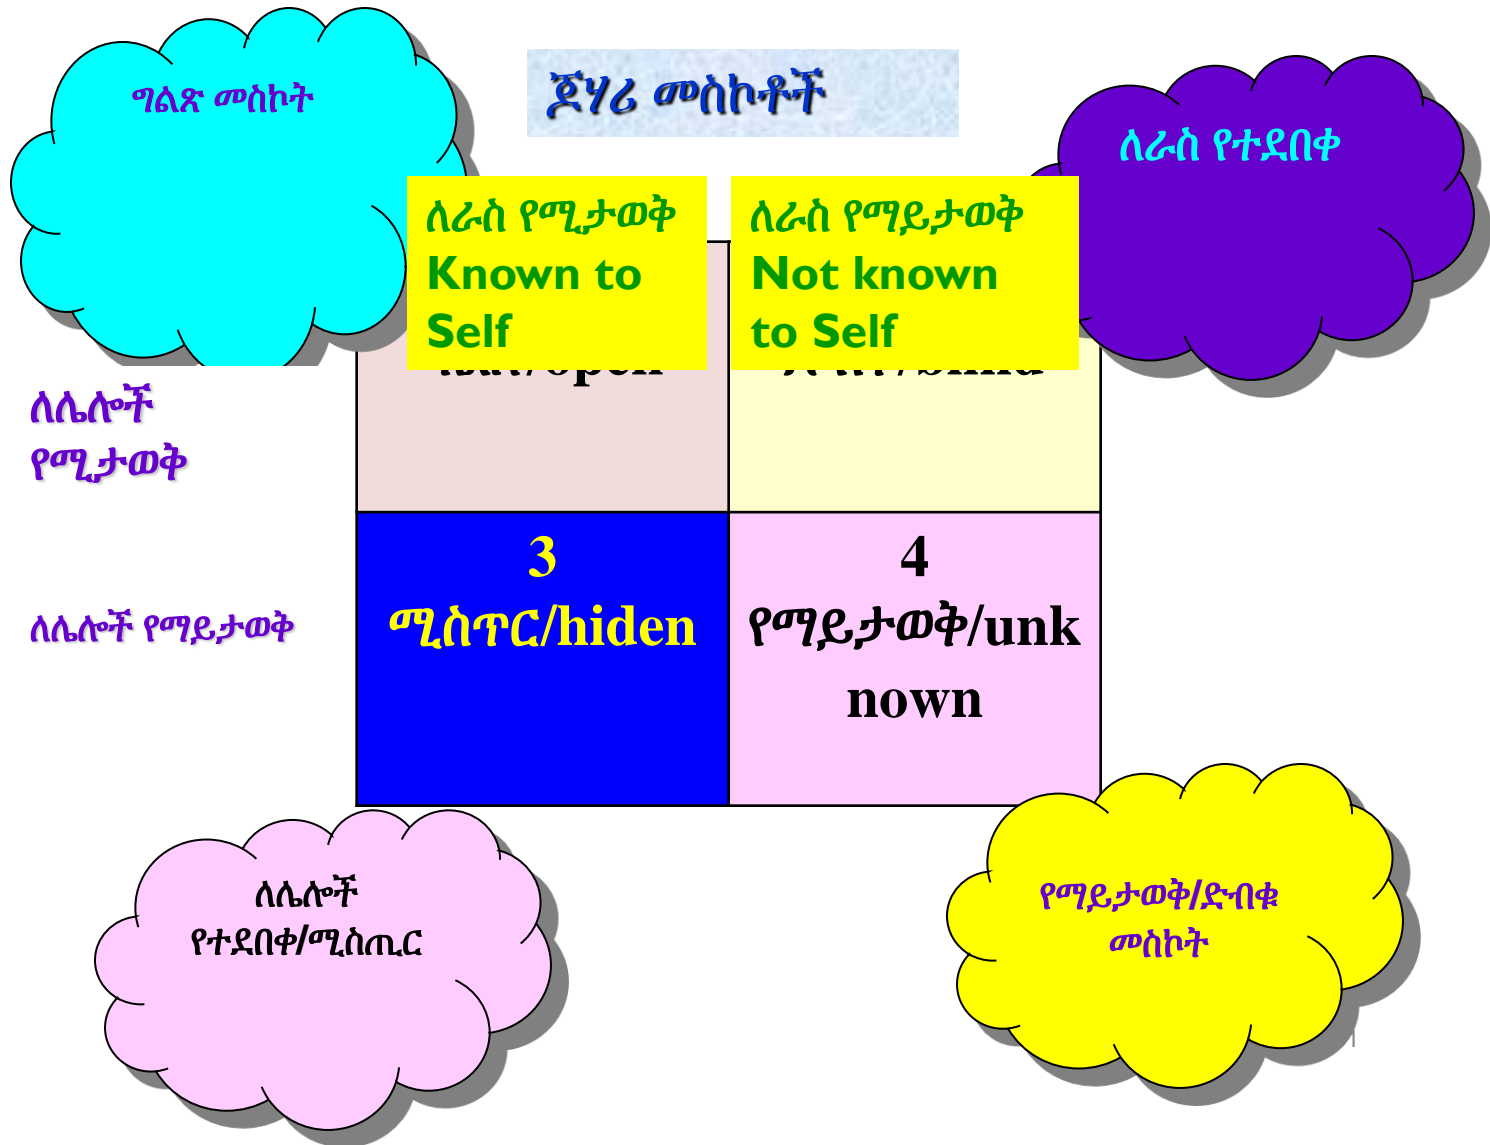 ጆሃሪ መስኮቶች
ግልጽ መስኮት
ለራስ የተደበቀ
ለራስ የሚታወቅ
Known to
Self
ለራስ የማይታወቅ
Not known
to Self
ለሌሎች
የሚታወቅ
3
ሚስጥር/hiden
4
የማይታወቅ/unk
nown
ለሌሎች የማይታወቅ
ለሌሎች
የተደበቀ/ሚስጢር
የማይታወቅ/ድብቁ
መስኮት